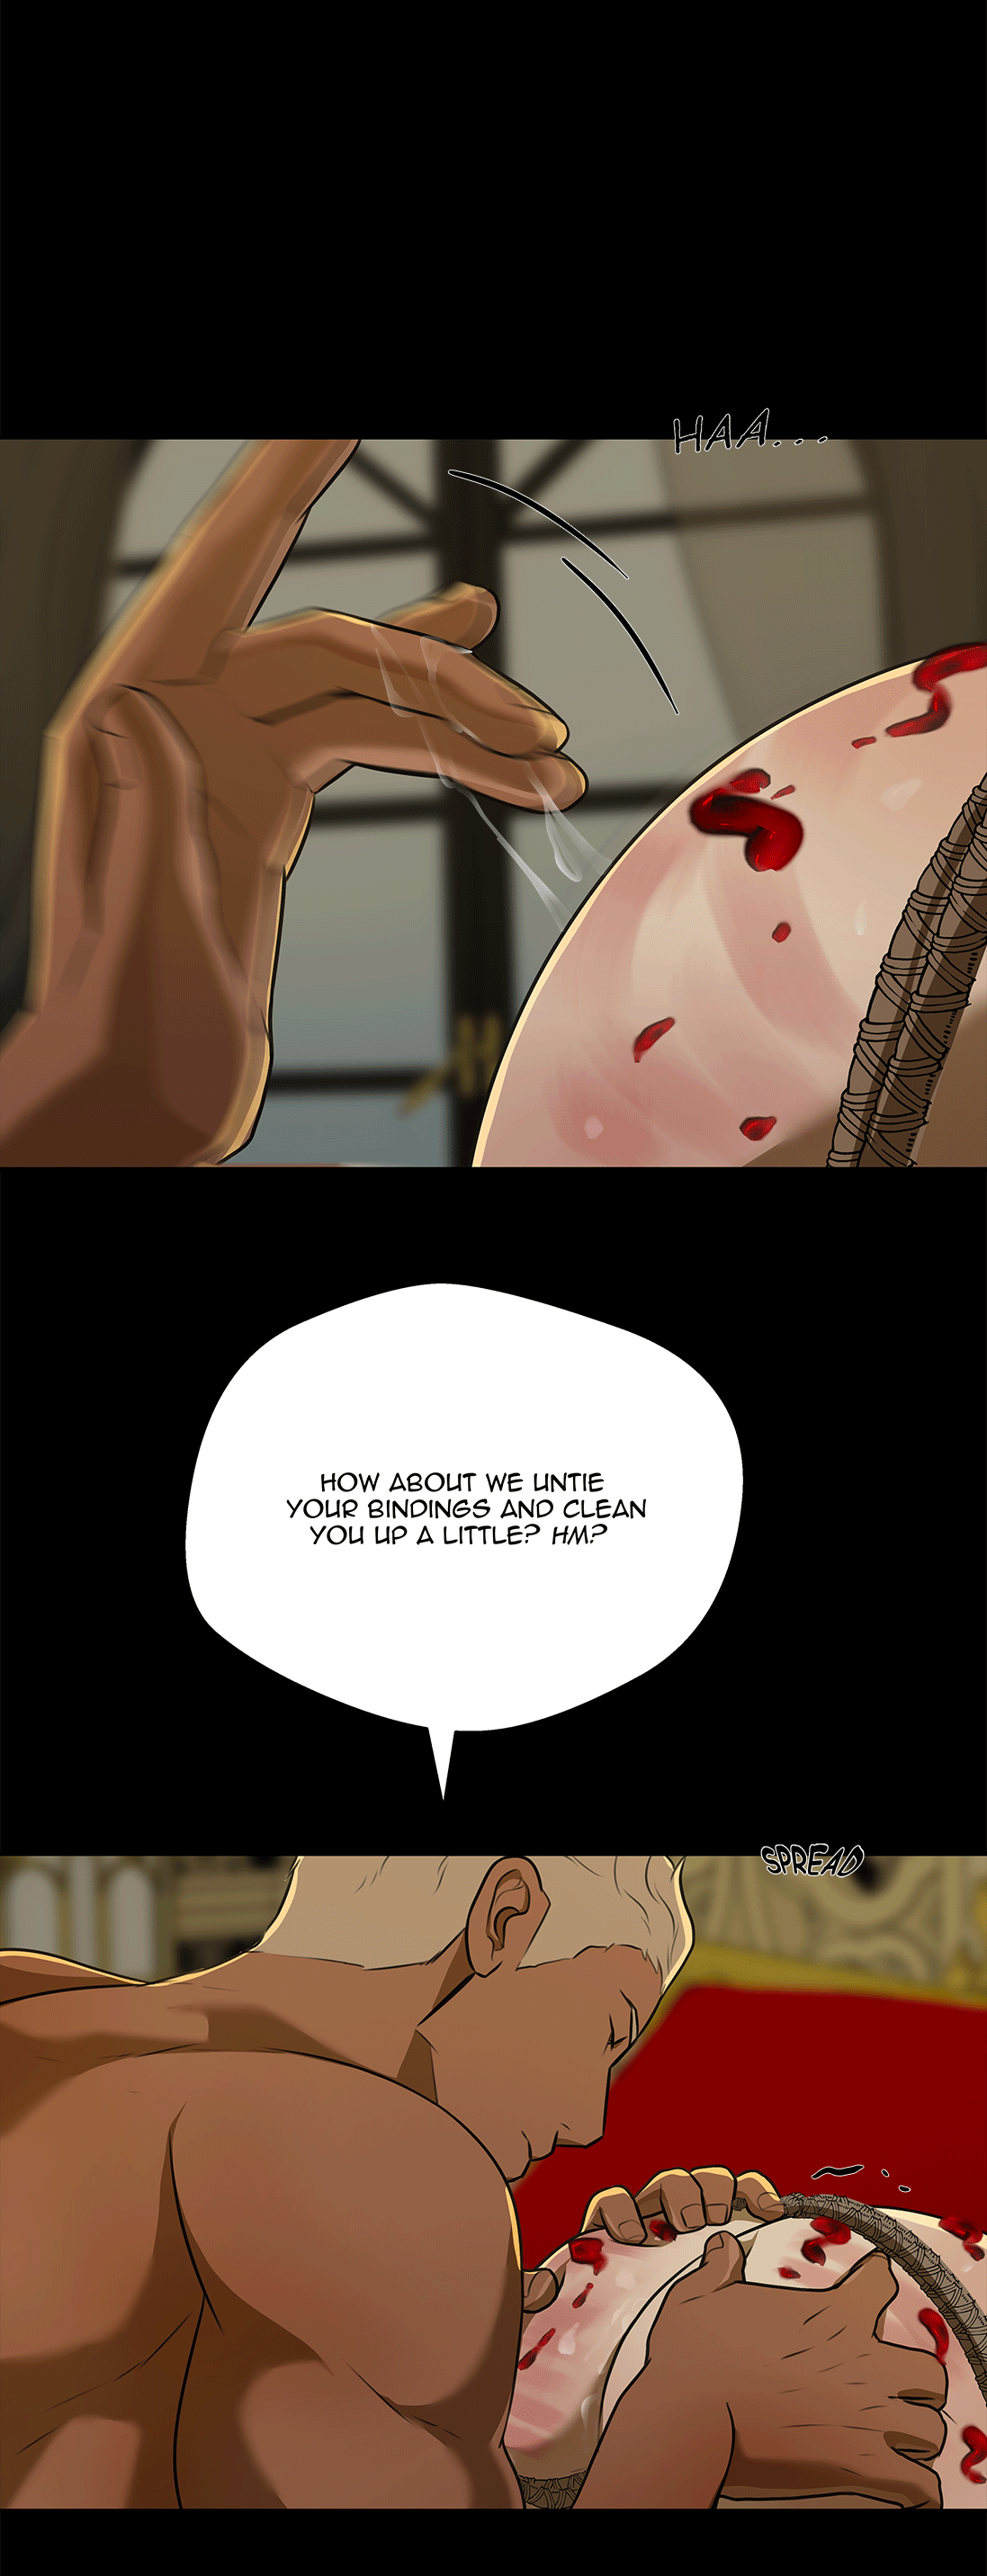 HAA...
HOW ABOUT WE UNTIE
YOUR BINDINGS AND CLEAN
YOU UP A LITTLE? HM?
SPREAD